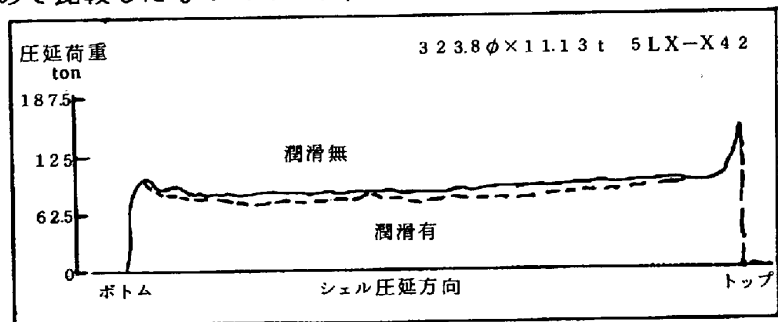 圧延荷重
ton
323.8φ×11.13t 5LX-X42
187.5
125
62.5
0
潤滑無
潤滑有
ボトム
シェル圧延方向
トップ